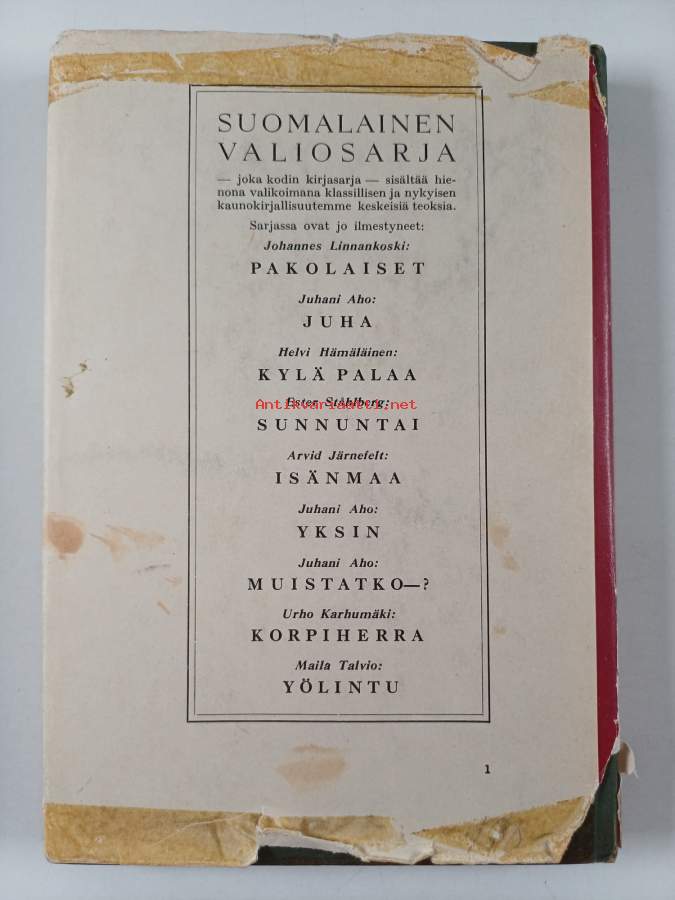 SUOMALAINEN
VALIOSARJA
— joka kodin kirjasarja — sisältää hie-
nona valikoimana klassillisen ja nykyisen
kaunokirjallisuutemme keskeisiä teoksia.
Sarjassa ovat jo ilmestyneet:
Johannes Linnankoski:
PAKOLAISET
Juhani Aho:
JUHA
Helvi Hämäläinen:
KYLÄ PALAA
Ester Ståhlberg:
Antikvariaatti.net
SUNNUNTAI
Arvid Järnefelt:
ISÄNMAA
Juhani Aho:
YKSIN
Juhani Aho:
MUISTATKO—?
Urho Karhumäki:
KORPIHERRA
Maila Talvio:
YÖLINTU
1